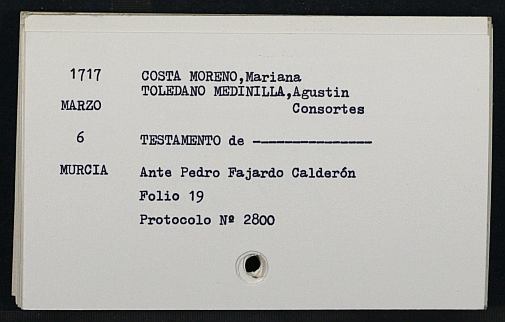 1717 COSTA MORENO,Mariana
TOLEDANO MEDINILLA,Agustin
MARZO Consortes
6 TESTAMENTO de ---------------
MURCIA Ante Pedro Fajardo Calderón
Folio 19
Protocolo Nº 2800